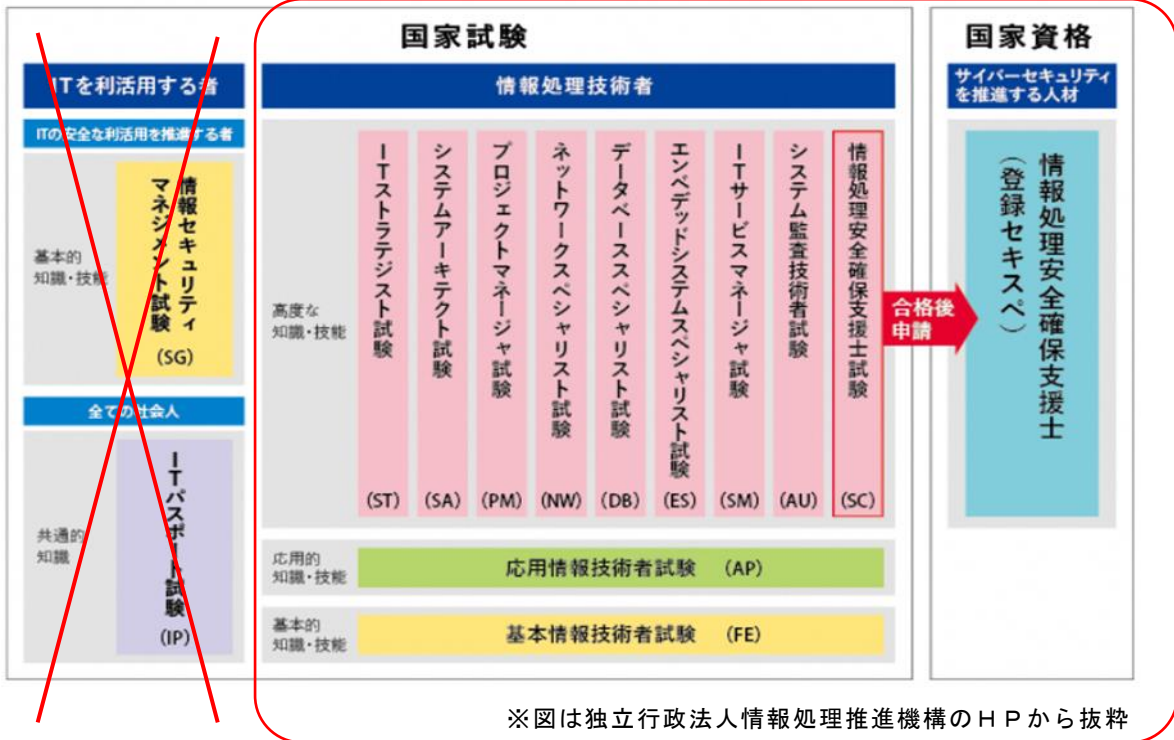 国家試験
国家資格
ITを利活用する者
ITの安全な利活用を推進する者
基本的
知識・技能
情報セキュリティ
マネジメント試験
(SG)
全ての社会人
共通的
知識
ITパスポート試験
(IP)
情報処理技術者
高度な
知識・技能
ITストラテジスト試験
(ST)
システムアーキテクト試験
(SA)
プロジェクトマネージャ試験
(PM)
ネットワークスペシャリスト試験
(NW)
データベーススペシャリスト試験
(DB)
エンベデッドシステムスペシャリスト試験
(ES)
ITサービスマネージャ試験
(SM)
システム監査技術者試験
(AU)
情報処理安全確保支援士試験
(SC)
応用的
知識・技能
応用情報技術者試験 (AP)
基本的
知識・技能
基本情報技術者試験 (FE)
合格後
申請
サイバーセキュリティ
を推進する人材
情報処理安全確保支援士
(登録セキスペ)
※図は独立行政法人情報処理推進機構のHPから抜粋